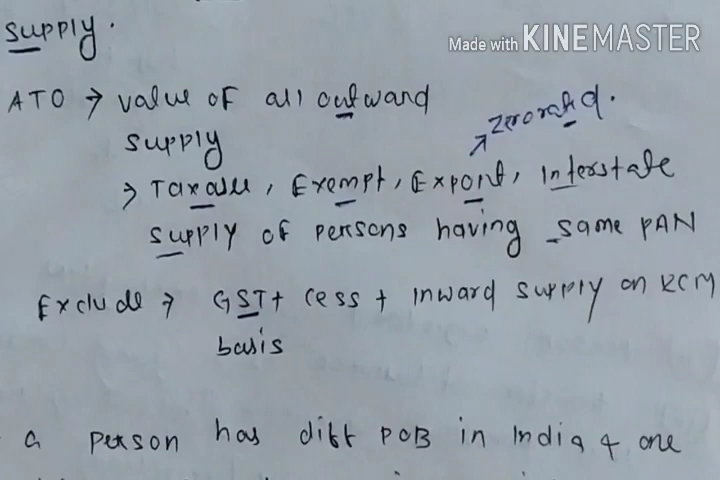 supply.
Made with KINEMASTER
ATO → value of all outward
supply
→ zerorated.
→ Taxable, Exempt, Export, Interstate
supply of persons having same PAN
Exclude → GST + cess + inward supply on RCM
basis
a person has diff POB in India & one